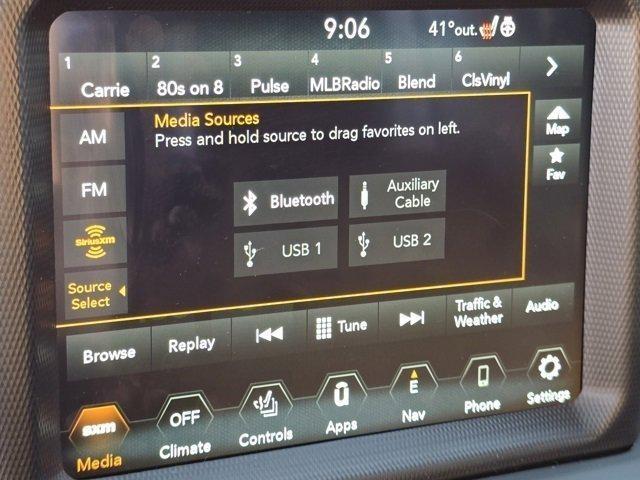 9:06 41°out.
1 Carrie 2 80s on 8 3 Pulse 4 MLBRadio 5 Blend 6 ClsVinyl
Media Sources
Press and hold source to drag favorites on left.
AM
FM
SiriusXM
Source
Select
Bluetooth
Auxiliary
Cable
USB 1
USB 2
Map
Fav
Browse Replay Tune Traffic &
Weather Audio
sxm OFF E
Media Climate Controls Apps Nav Phone Settings